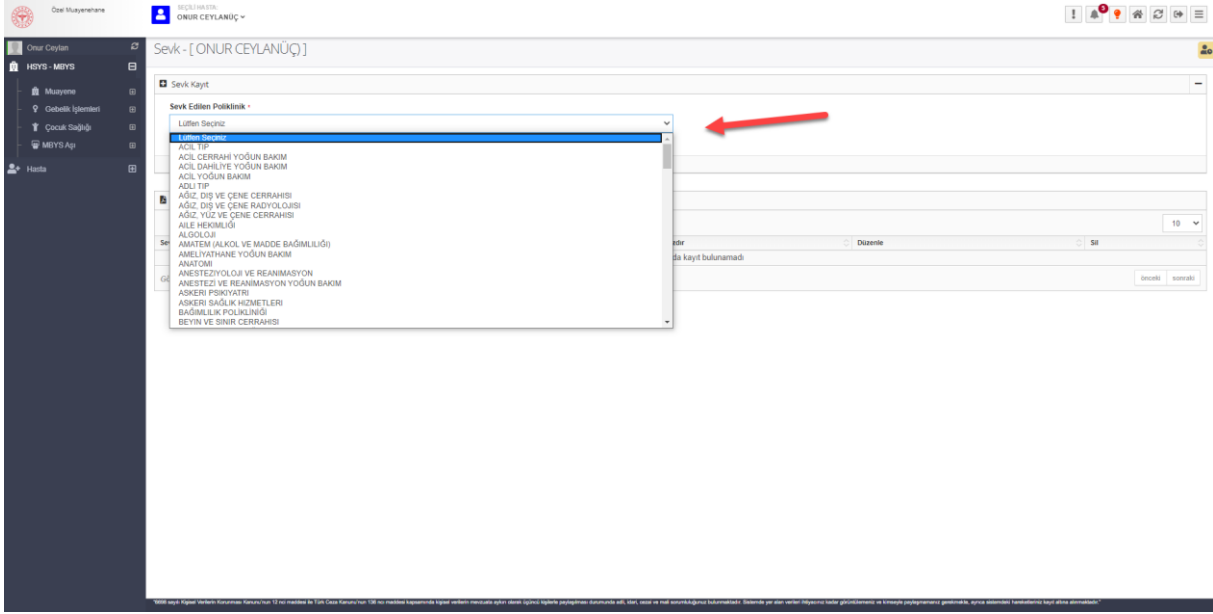 Özel Muayenehane
SEÇİLİ HASTA:
ONUR CEYLANÜÇ
5
Onur Ceylan
HSYS - MBYS
Muayene
Gebelik İşlemleri
Çocuk Sağlığı
MBYS Aşı
Hasta
Sevk - [ ONUR CEYLANÜÇ) ]
Sevk Kayıt
Sevk Edilen Poliklinik
Lütfen Seçiniz
Lütfen Seçiniz
ACİL TIP
ACİL CERRAHİ YOĞUN BAKIM
ACİL DAHİLİYE YOĞUN BAKIM
ACİL YOĞUN BAKIM
ADLİ TIP
AĞIZ, DİŞ VE ÇENE CERRAHİSİ
AĞIZ, DİŞ VE ÇENE RADYOLOJİSİ
AĞIZ, YÜZ VE ÇENE CERRAHİSİ
AİLE HEKİMLİĞİ
ALGOLOJİ
AMATEM (ALKOL VE MADDE BAĞIMLILIĞI)
AMELİYATHANE YOĞUN BAKIM
ANATOMİ
ANESTEZİYOLOJİ VE REANİMASYON
ANESTEZİ VE REANİMASYON YOĞUN BAKIM
ASKERİ PSİKİYATRİ
ASKERİ SAĞLIK HİZMETLERİ
BAĞIMLILIK POLİKLİNİĞİ
BEYİN VE SİNİR CERRAHİSİ
10
Se
zdır
Düzenle
Sil
da kayıt bulunamadı
Gö
önceki
sonraki